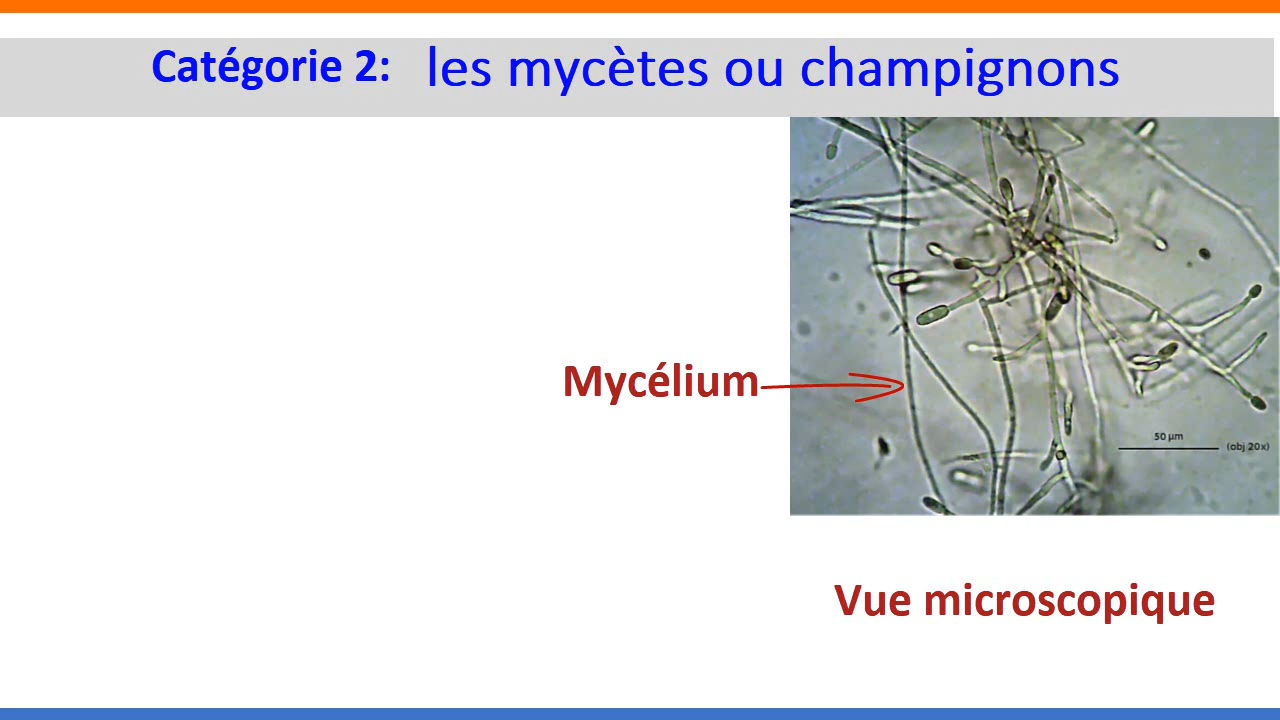 Catégorie 2: les mycètes ou champignons
Mycélium
50 µm
(obj 20x)
Vue microscopique